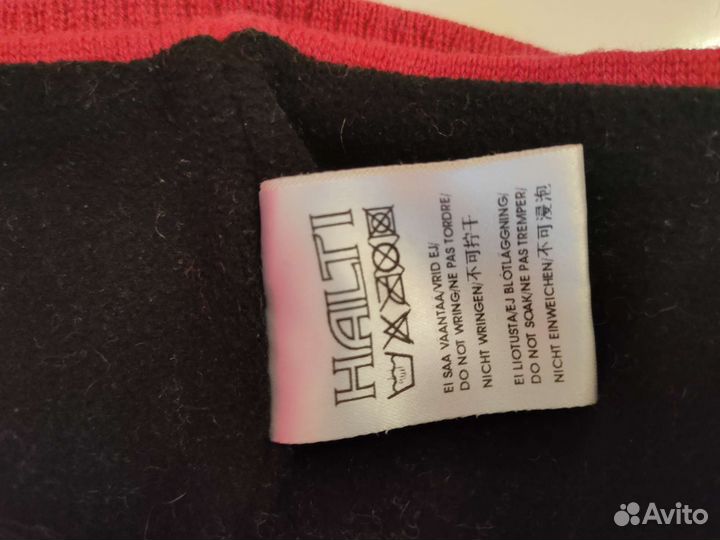 HALTI
EI SAA VÄÄNTÄÄ/VRID EJ/
DO NOT WRING/NE PAS TORDRE/
NICHT WRINGEN/不可拧干
EI LIOTUSTA/EJ BLÖTLÄGGNING/
DO NOT SOAK/NE PAS TREMPER/
NICHT EINWEICHEN/不可浸泡
Avito